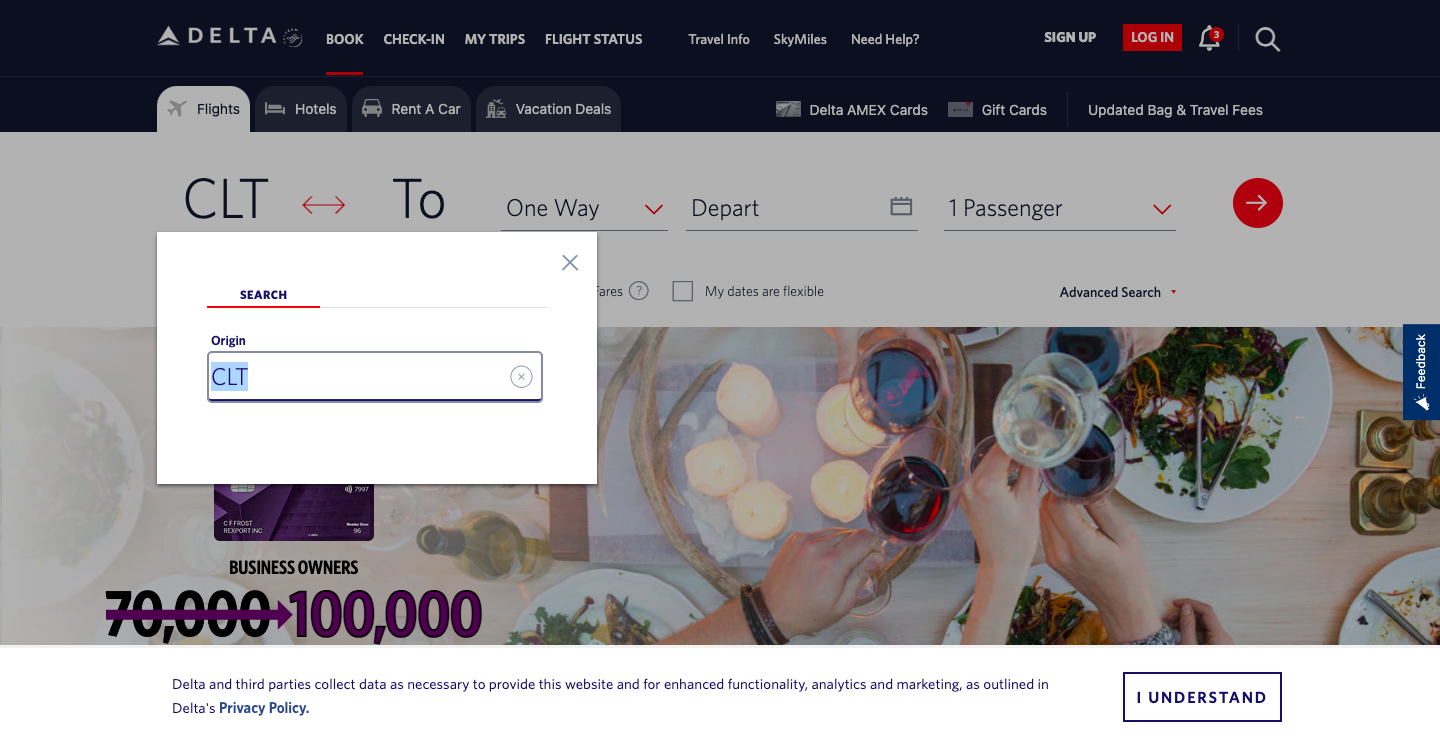 DELTA
BOOK
CHECK-IN
MY TRIPS
FLIGHT STATUS
Travel Info
SkyMiles
Need Help?
SIGN UP
LOG IN
3
Flights
Hotels
Rent A Car
Vacation Deals
Delta AMEX Cards
Gift Cards
Updated Bag & Travel Fees
CLT
To
One Way
Depart
1 Passenger
SEARCH
Fares
?
My dates are flexible
Advanced Search
Origin
CLT
Feedback
7997
C F FROST
REXPORT INC
96
BUSINESS OWNERS
70,000 100,000
Delta and third parties collect data as necessary to provide this website and for enhanced functionality, analytics and marketing, as outlined in
Delta's Privacy Policy.
I UNDERSTAND